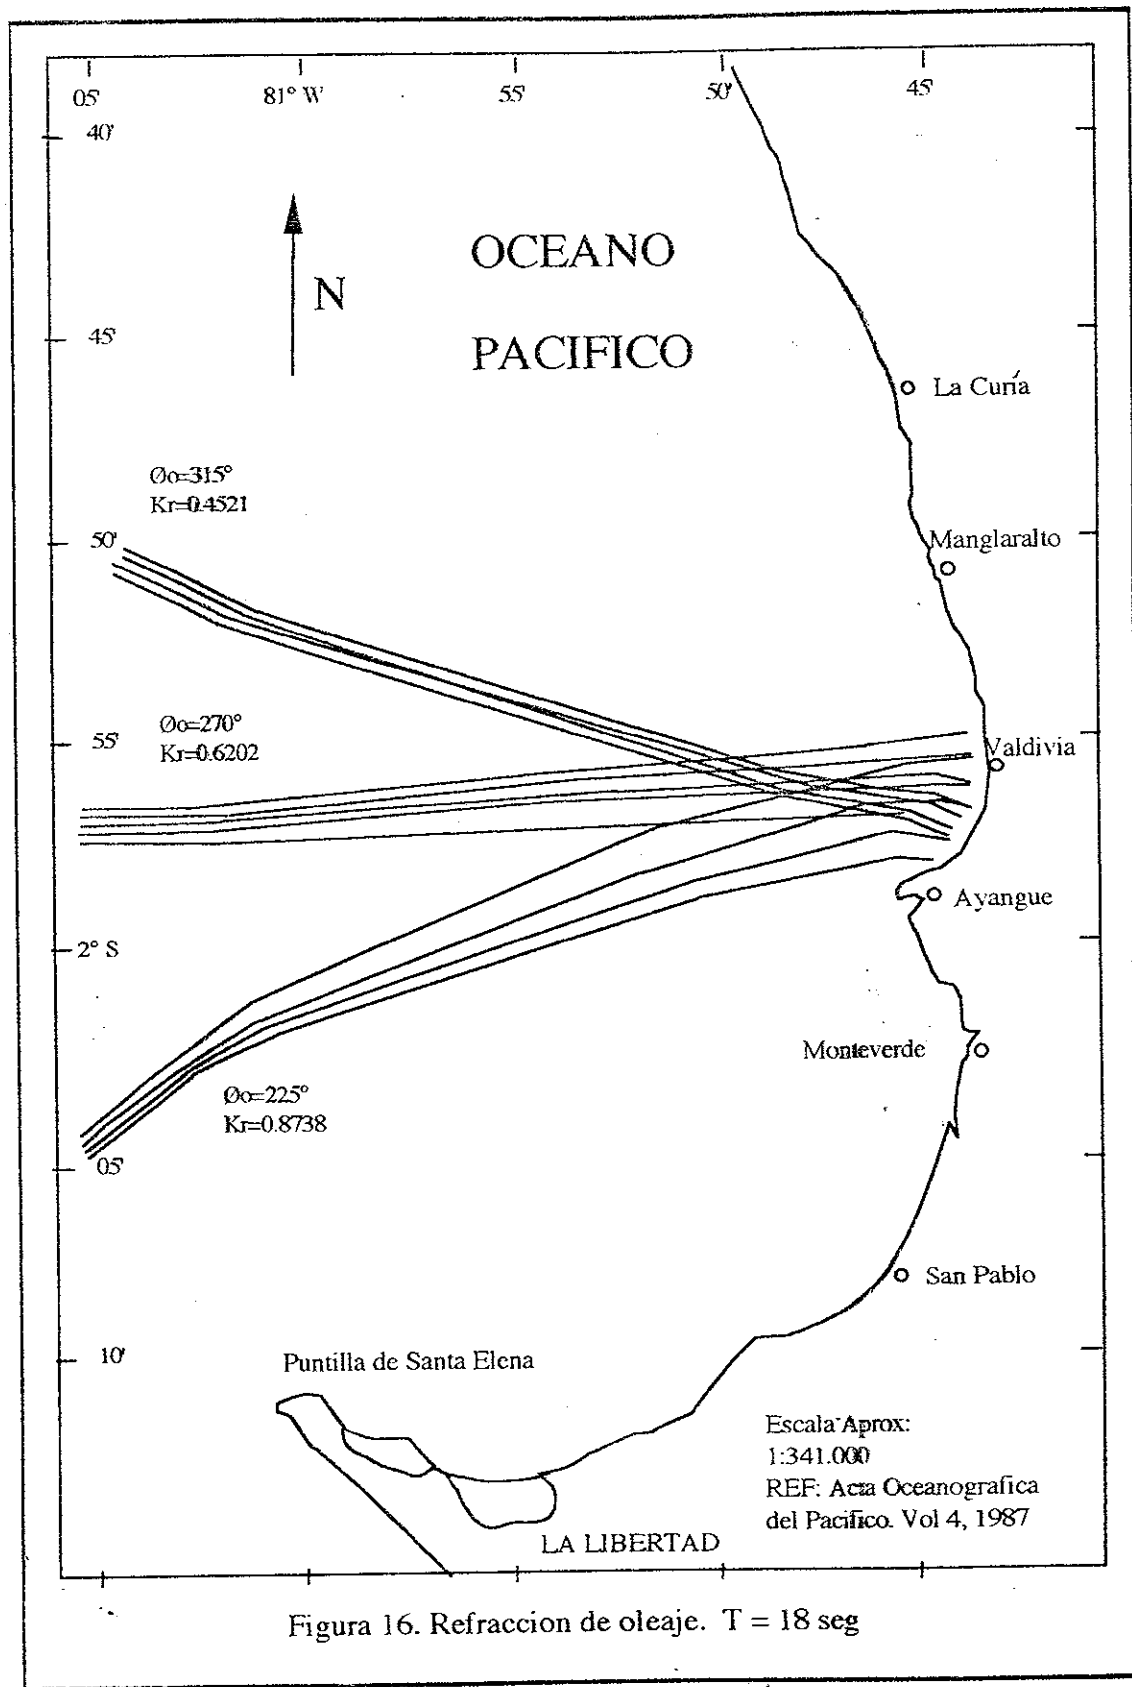 05' 81° W 55' 50' 45'
40'
OCEANO
N
PACIFICO
45'
La Curía
Øo=315°
Kr=0.4521
50'
Manglaralto
Øo=270°
Kr=0.6202
55'
Valdivia
Ayangue
2° S
Monteverde
Øo=225°
Kr=0.8738
05'
San Pablo
10'
Puntilla de Santa Elena
Escala Aprox:
1:341.000
REF: Acta Oceanografica
del Pacifico. Vol 4, 1987
LA LIBERTAD
Figura 16. Refraccion de oleaje. T = 18 seg